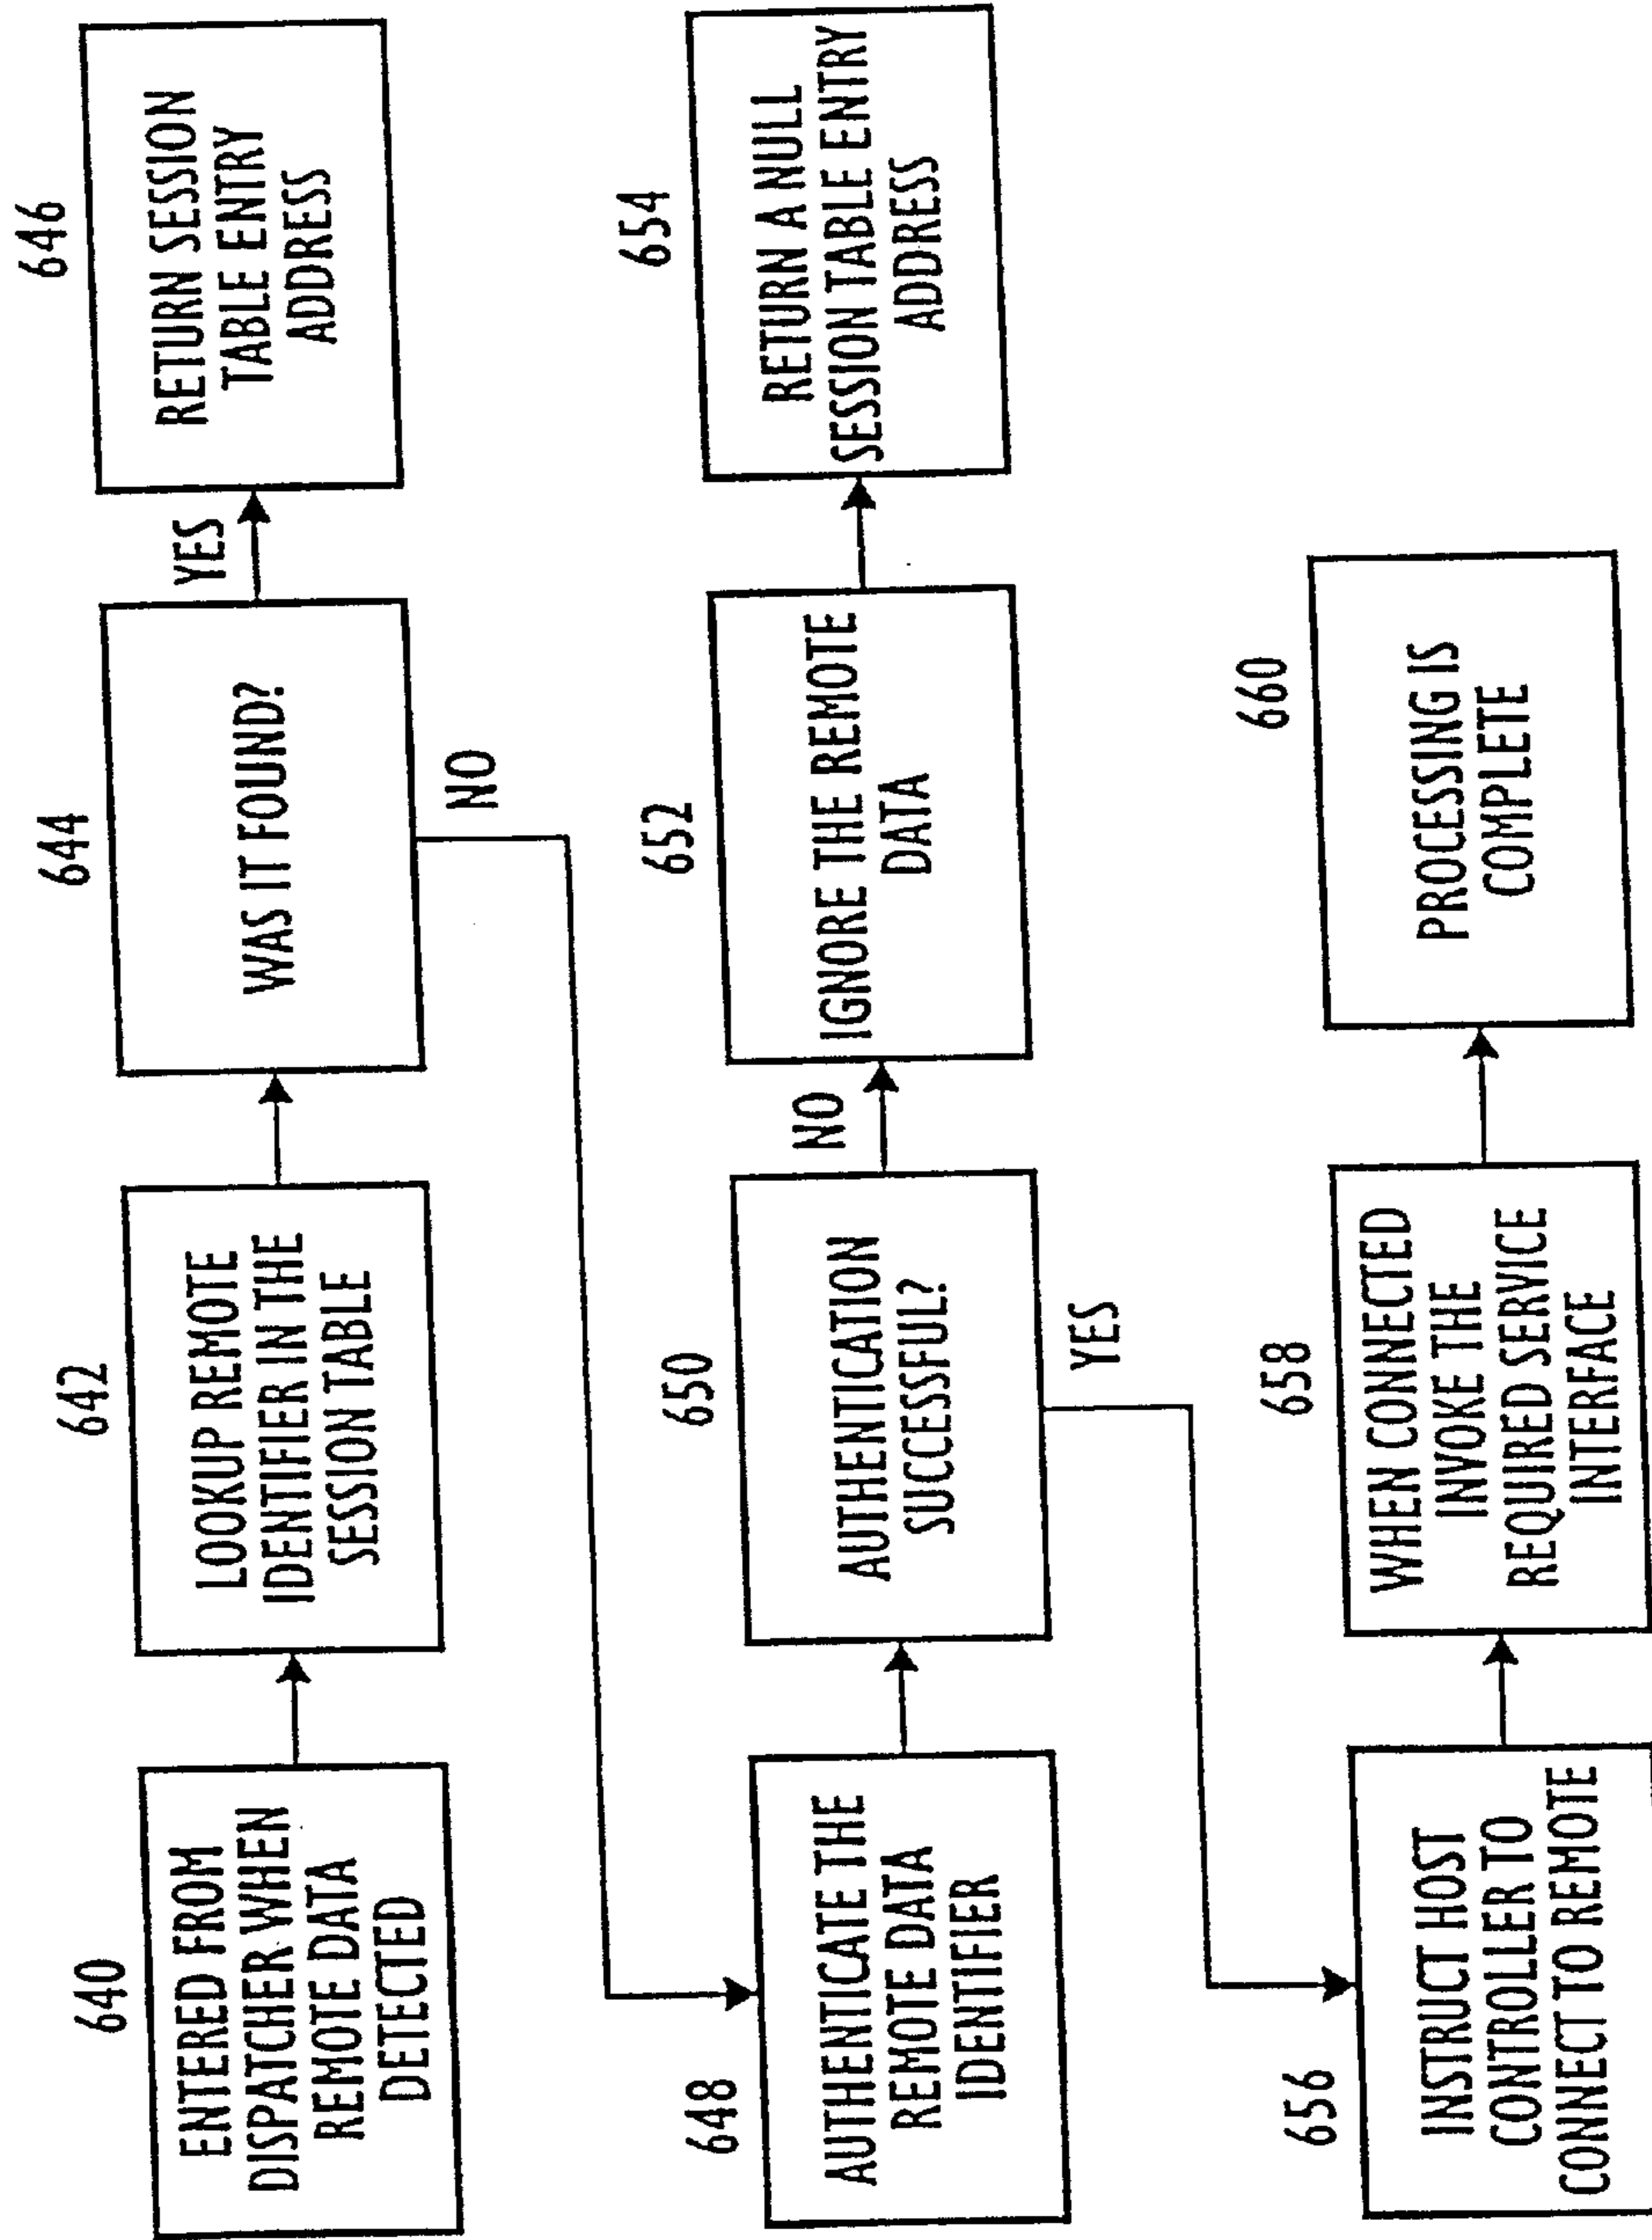 640
ENTERED FROM
DISPATCHER WHEN
REMOTE DATA
DETECTED
642
LOOKUP REMOTE
IDENTIFIER IN THE
SESSION TABLE
644
WAS IT FOUND?
YES
646
RETURN SESSION
TABLE ENTRY
ADDRESS
NO
648
AUTHENTICATE THE
REMOTE DATA
IDENTIFIER
650
AUTHENTICATION
SUCCESSFUL?
NO
652
IGNORE THE REMOTE
DATA
654
RETURN A NULL
SESSION TABLE ENTRY
ADDRESS
YES
656
INSTRUCT HOST
CONTROLLER TO
CONNECT TO REMOTE
658
WHEN CONNECTED
INVOKE THE
REQUIRED SERVICE
INTERFACE
660
PROCESSING IS
COMPLETE